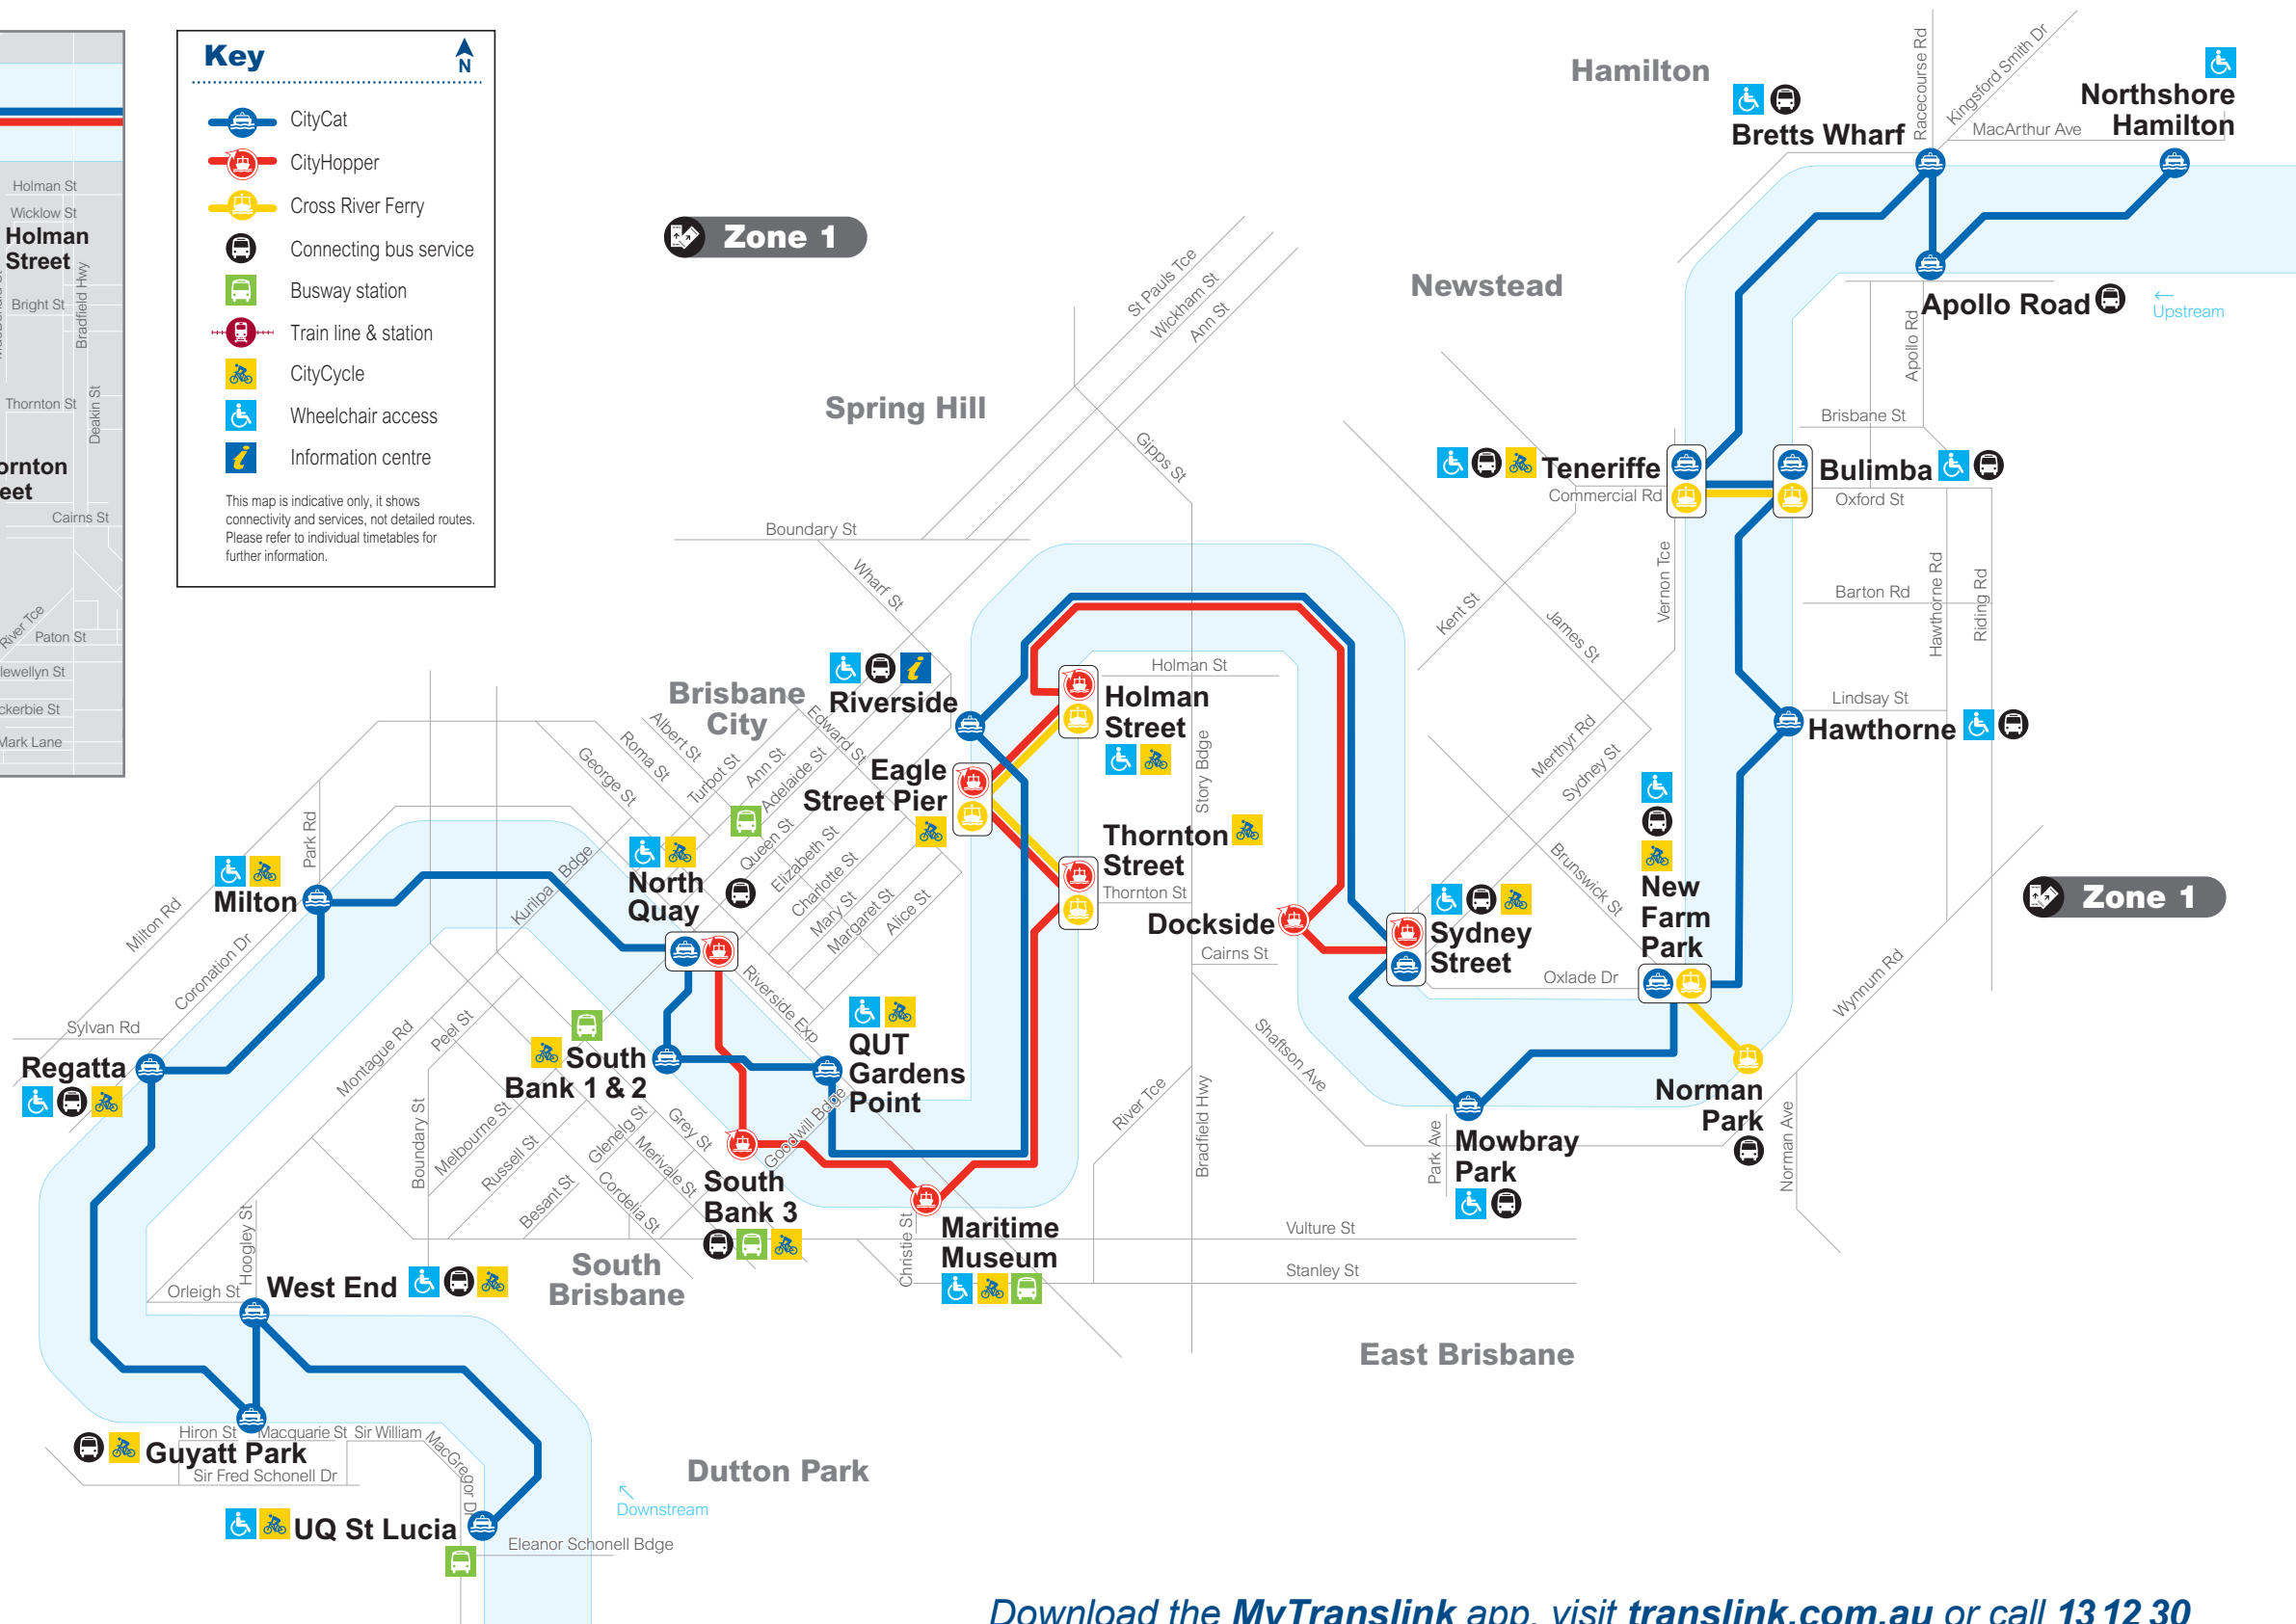 Key
N
CityCat
CityHopper
Cross River Ferry
Connecting bus service
Busway station
Train line & station
CityCycle
Wheelchair access
Information centre
This map is indicative only, it shows
connectivity and services, not detailed routes.
Please refer to individual timetables for
further information.
Holman St
Wicklow St
Holman
Street
Bright St
Bradfield Hwy
Thornton St
Deakin St
Cairns St
River Tce
Paton St
Mark Lane
Zone 1
Hamilton
Bretts Wharf
Racecourse Rd
Kingsford Smith Dr
MacArthur Ave
Northshore
Hamilton
Apollo Road
Apollo Rd
Upstream
Newstead
St Pauls Tce
Wickham St
Ann St
Spring Hill
Gipps St
Boundary St
Wharf St
Brisbane St
Teneriffe
Commercial Rd
Bulimba
Oxford St
Vernon Tce
Barton Rd
Hawthorne Rd
Riding Rd
Kent St
James St
Lindsay St
Hawthorne
Merthyr Rd
Sydney St
Brunswick St
Holman St
Holman
Street
Story Bdge
Brisbane
City
Riverside
Eagle
Street Pier
Edward St
Albert St
Roma St
George St
Turbot St
Ann St
Adelaide St
Queen St
Elizabeth St
Charlotte St
Mary St
Margaret St
Alice St
Thornton
Street
Thornton St
Dockside
Cairns St
Sydney
Street
New
Farm
Park
Oxlade Dr
Zone 1
Wynnum Rd
Norman
Park
Norman Ave
Park Rd
Milton
Milton Rd
Coronation Dr
Kurilpa Bdge
North
Quay
Riverside Exp
Sylvan Rd
Regatta
Montague Rd
Peel St
South
Bank 1 & 2
QUT
Gardens
Point
Goodwill Bdge
Boundary St
Melbourne St
Russell St
Besant St
Glenelg St
Grey St
Merivale St
Cordelia St
South
Bank 3
Shaftson Ave
River Tce
Bradfield Hwy
Park Ave
Mowbray
Park
Maritime
Museum
Christie St
Vulture St
Stanley St
South
Brisbane
East Brisbane
Hoogley St
Orleigh St
West End
Hiron St
Macquarie St
Sir William
MacGregor Dr
Guyatt Park
Sir Fred Schonell Dr
Dutton Park
Downstream
UQ St Lucia
Eleanor Schonell Bdge
Download the MyTranslink app, visit translink.com.au or call 13 12 30